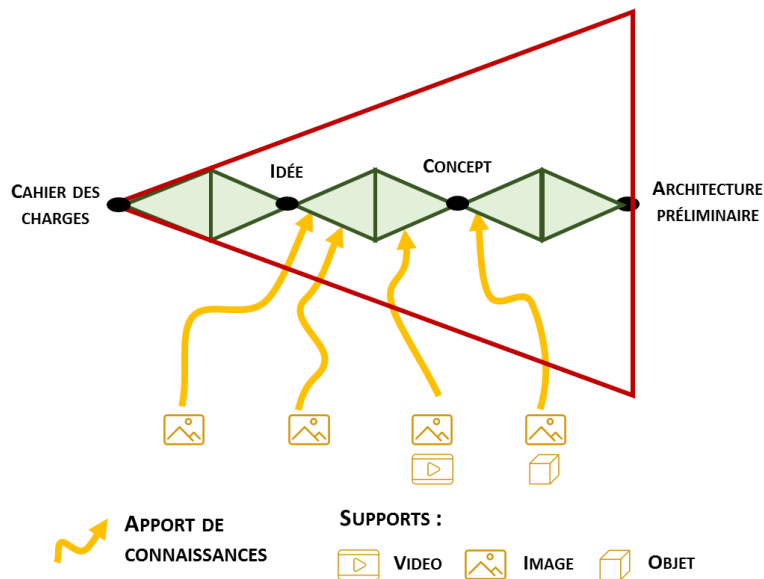 IDÉE
CONCEPT
CAHIER DES
CHARGES
ARCHITECTURE
PRÉLIMINAIRE
APPORT DE
CONNAISSANCES
SUPPORTS :
VIDEO
IMAGE
OBJET